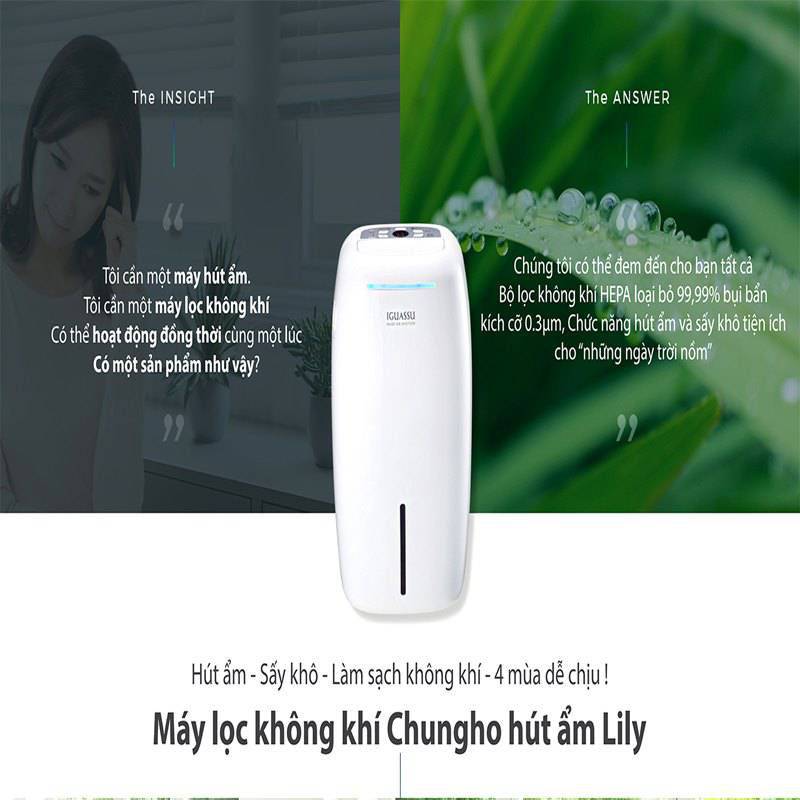 The INSIGHT
“
Tôi cần một máy hút ẩm.
Tôi cần một máy lọc không khí
Có thể hoạt động đồng thời cùng một lúc
Có một sản phẩm như vậy?
”
The ANSWER
“
Chúng tôi có thể đem đến cho bạn tất cả
Bộ lọc không khí HEPA loại bỏ 99,99% bụi bẩn
kích cỡ 0.3μm, Chức năng hút ẩm và sấy khô tiện ích
cho “những ngày trời nồm”
”
IGUASSU
Hút ẩm - Sấy khô - Làm sạch không khí - 4 mùa dễ chịu !
Máy lọc không khí Chungho hút ẩm Lily